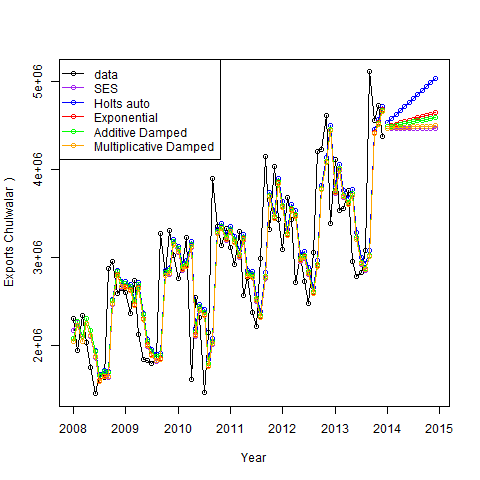 data
SES
Holts auto
Exponential
Additive Damped
Multiplicative Damped
5e+06
4e+06
3e+06
2e+06
Exports Chulwalar )
2008 2009 2010 2011 2012 2013 2014 2015
Year